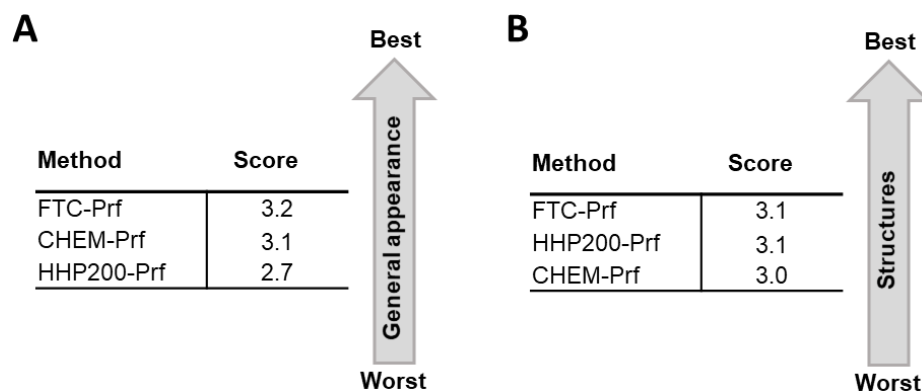 A
Best
Method Score
FTC-Prf 3.2
CHEM-Prf 3.1
HHP200-Prf 2.7
General appearance
Worst
B
Best
Method Score
FTC-Prf 3.1
HHP200-Prf 3.1
CHEM-Prf 3.0
Structures
Worst